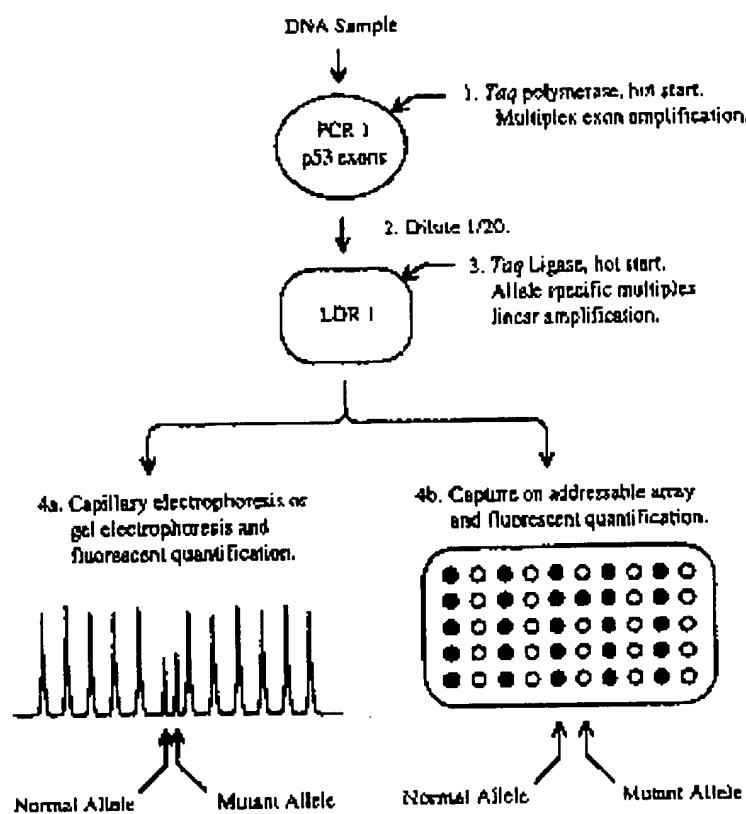 DNA Sample
1. Taq polymerase, hot start.
Multiplex exon amplification.
PCR 1
p53 exons
2. Dilute 1/20.
3. Taq Ligase, hot start.
Allele specific multiplex
linear amplification.
LDR 1
4a. Capillary electrophoresis or
gel electrophoresis and
fluorescent quantification.
4b. Capture on addressable array
and fluorescent quantification.
Normal Allele
Mutant Allele
Normal Allele
Mutant Allele